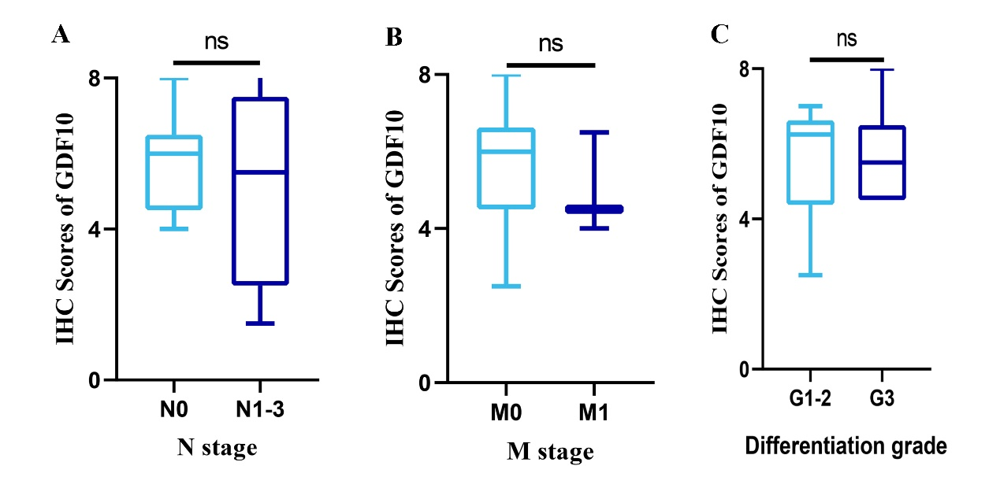 A
ns
IHC Scores of GDF10
8
4
0
N0 N1-3
N stage
B
ns
IHC Scores of GDF10
8
4
0
M0 M1
M stage
C
ns
IHC Scores of GDF10
8
4
0
G1-2 G3
Differentiation grade